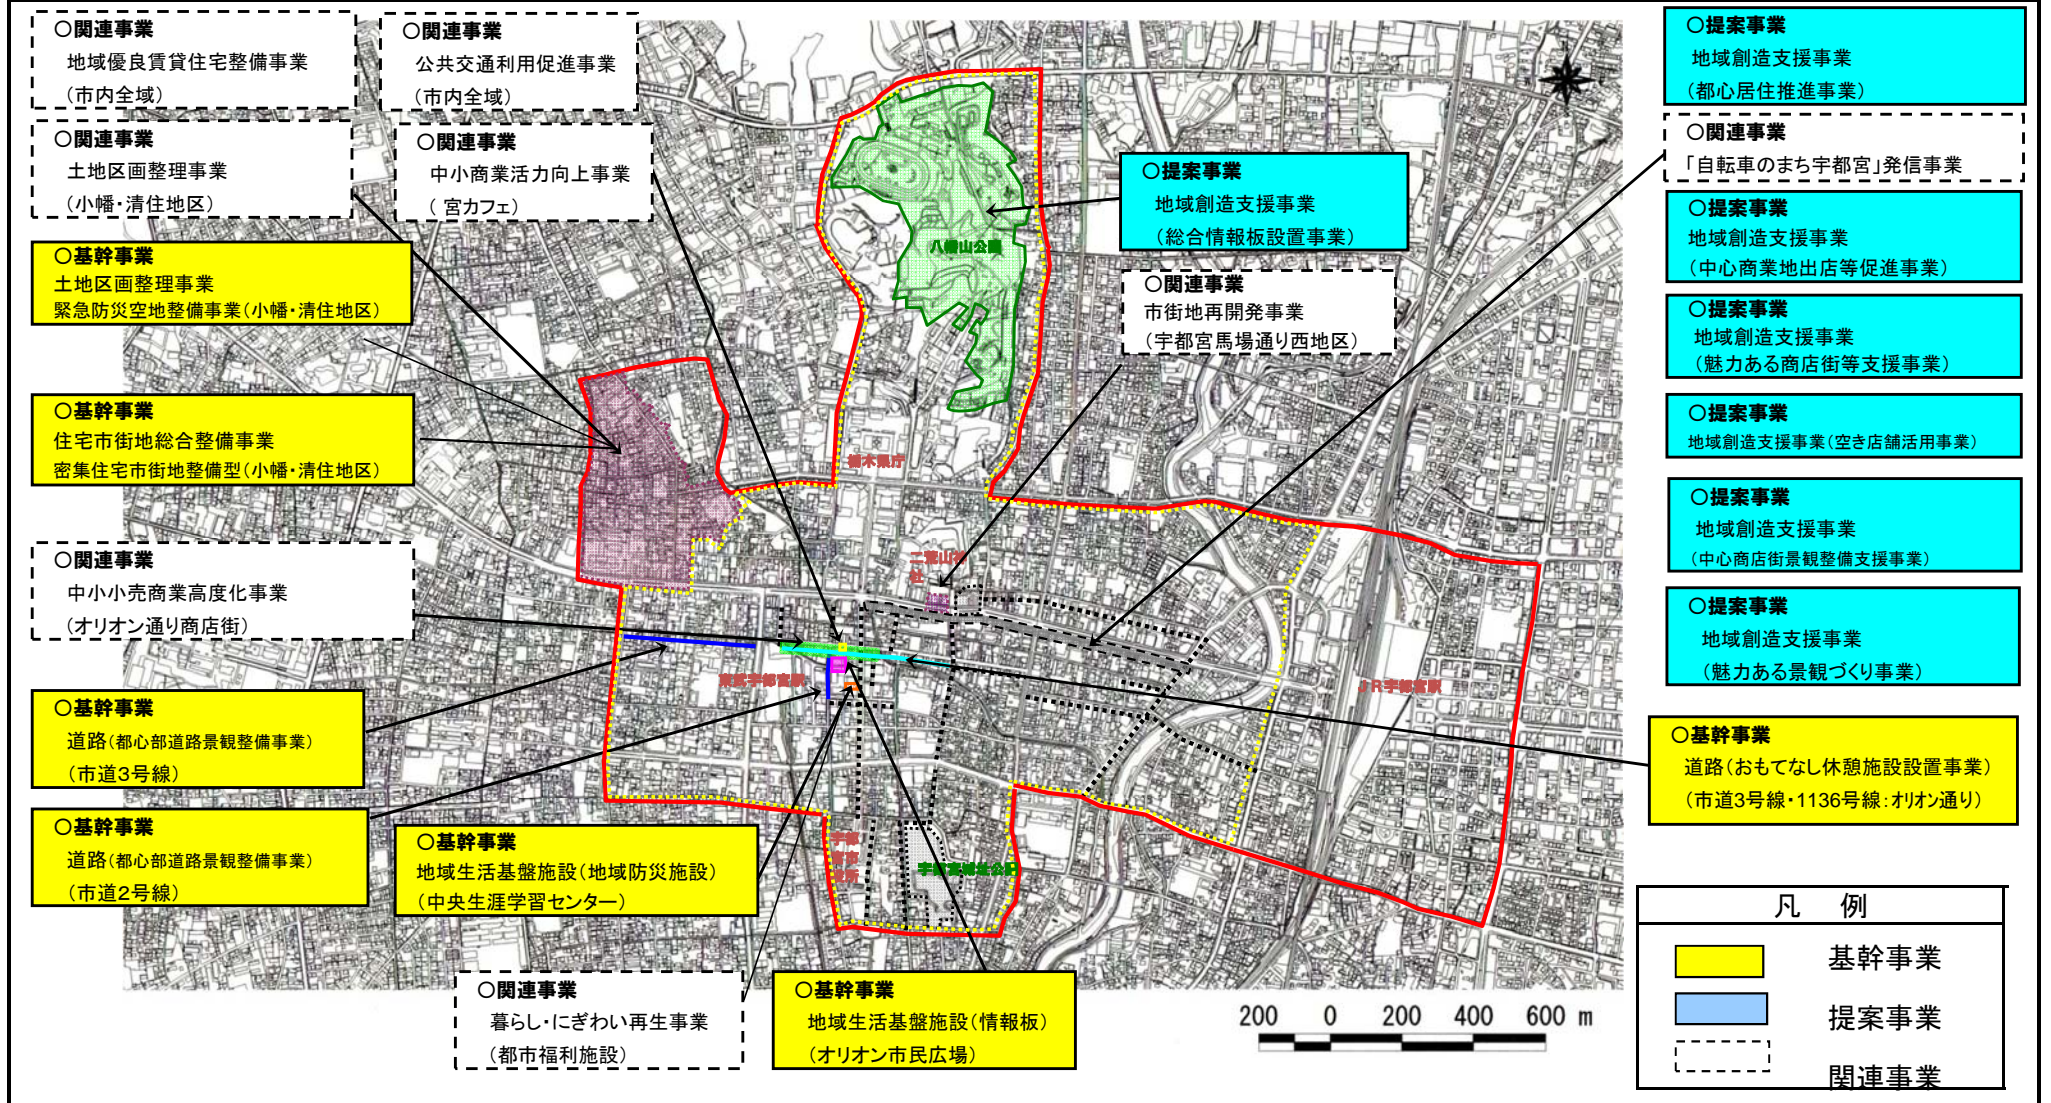 ○関連事業
地域優良賃貸住宅整備事業
(市内全域)
○関連事業
公共交通利用促進事業
(市内全域)
○関連事業
土地区画整理事業
(小幡・清住地区)
○関連事業
中小商業活力向上事業
( 宮カフェ)
○基幹事業
土地区画整理事業
緊急防災空地整備事業(小幡・清住地区)
○基幹事業
住宅市街地総合整備事業
密集住宅市街地整備型(小幡・清住地区)
○関連事業
中小小売商業高度化事業
(オリオン通り商店街)
○基幹事業
道路(都心部道路景観整備事業)
(市道3号線)
○基幹事業
道路(都心部道路景観整備事業)
(市道2号線)
○基幹事業
地域生活基盤施設(地域防災施設)
(中央生涯学習センター)
○関連事業
暮らし・にぎわい再生事業
(都市福利施設)
○基幹事業
地域生活基盤施設(情報板)
(オリオン市民広場)
○提案事業
地域創造支援事業
(総合情報板設置事業)
○関連事業
市街地再開発事業
(宇都宮馬場通り西地区)
八幡山公園
栃木県庁
二荒山神
社
東武宇都宮駅
JR宇都宮駅
宇都
宮市
役所
宇都宮城址公園
○提案事業
地域創造支援事業
(都心居住推進事業)
○関連事業
「自転車のまち宇都宮」発信事業
○提案事業
地域創造支援事業
(中心商業地出店等促進事業)
○提案事業
地域創造支援事業
(魅力ある商店街等支援事業)
○提案事業
地域創造支援事業(空き店舗活用事業)
○提案事業
地域創造支援事業
(中心商店街景観整備支援事業)
○提案事業
地域創造支援事業
(魅力ある景観づくり事業)
○基幹事業
道路(おもてなし休憩施設設置事業)
(市道3号線・1136号線:オリオン通り)
凡 例
基幹事業
提案事業
関連事業
200 0 200 400 600 m